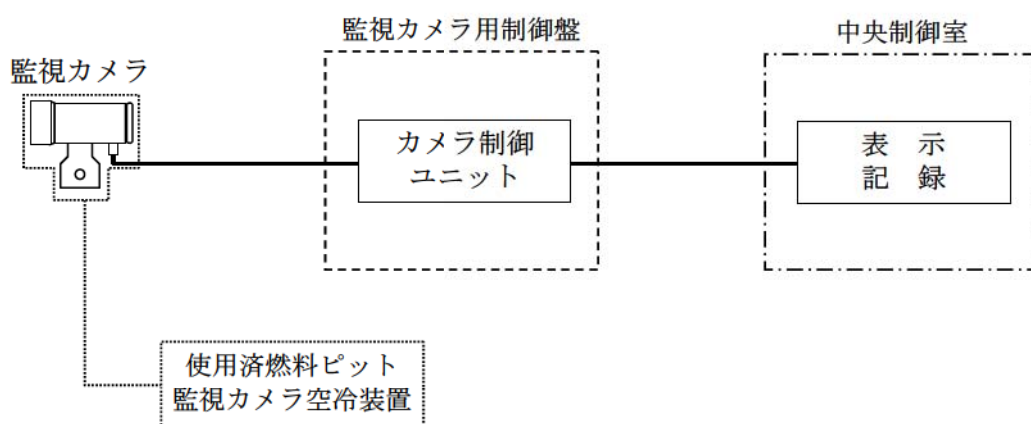 監視カメラ用制御盤
中央制御室
監視カメラ
カメラ制御
ユニット
表 示
記 録
使用済燃料ピット
監視カメラ空冷装置